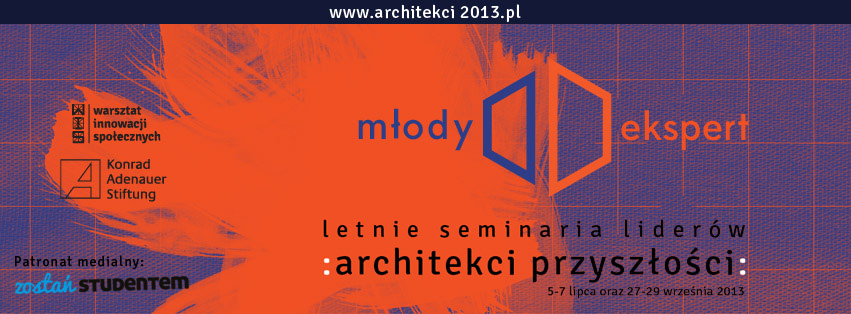 www.architekci 2013.pl
warsztat
innowacji
społecznych
młody ekspert
Konrad
Adenauer
Stiftung
letnie seminaria liderów
:architekci przyszłości:
Patronat medialny:
zostań STUDENTEM
5-7 lipca oraz 27-29 września 2013